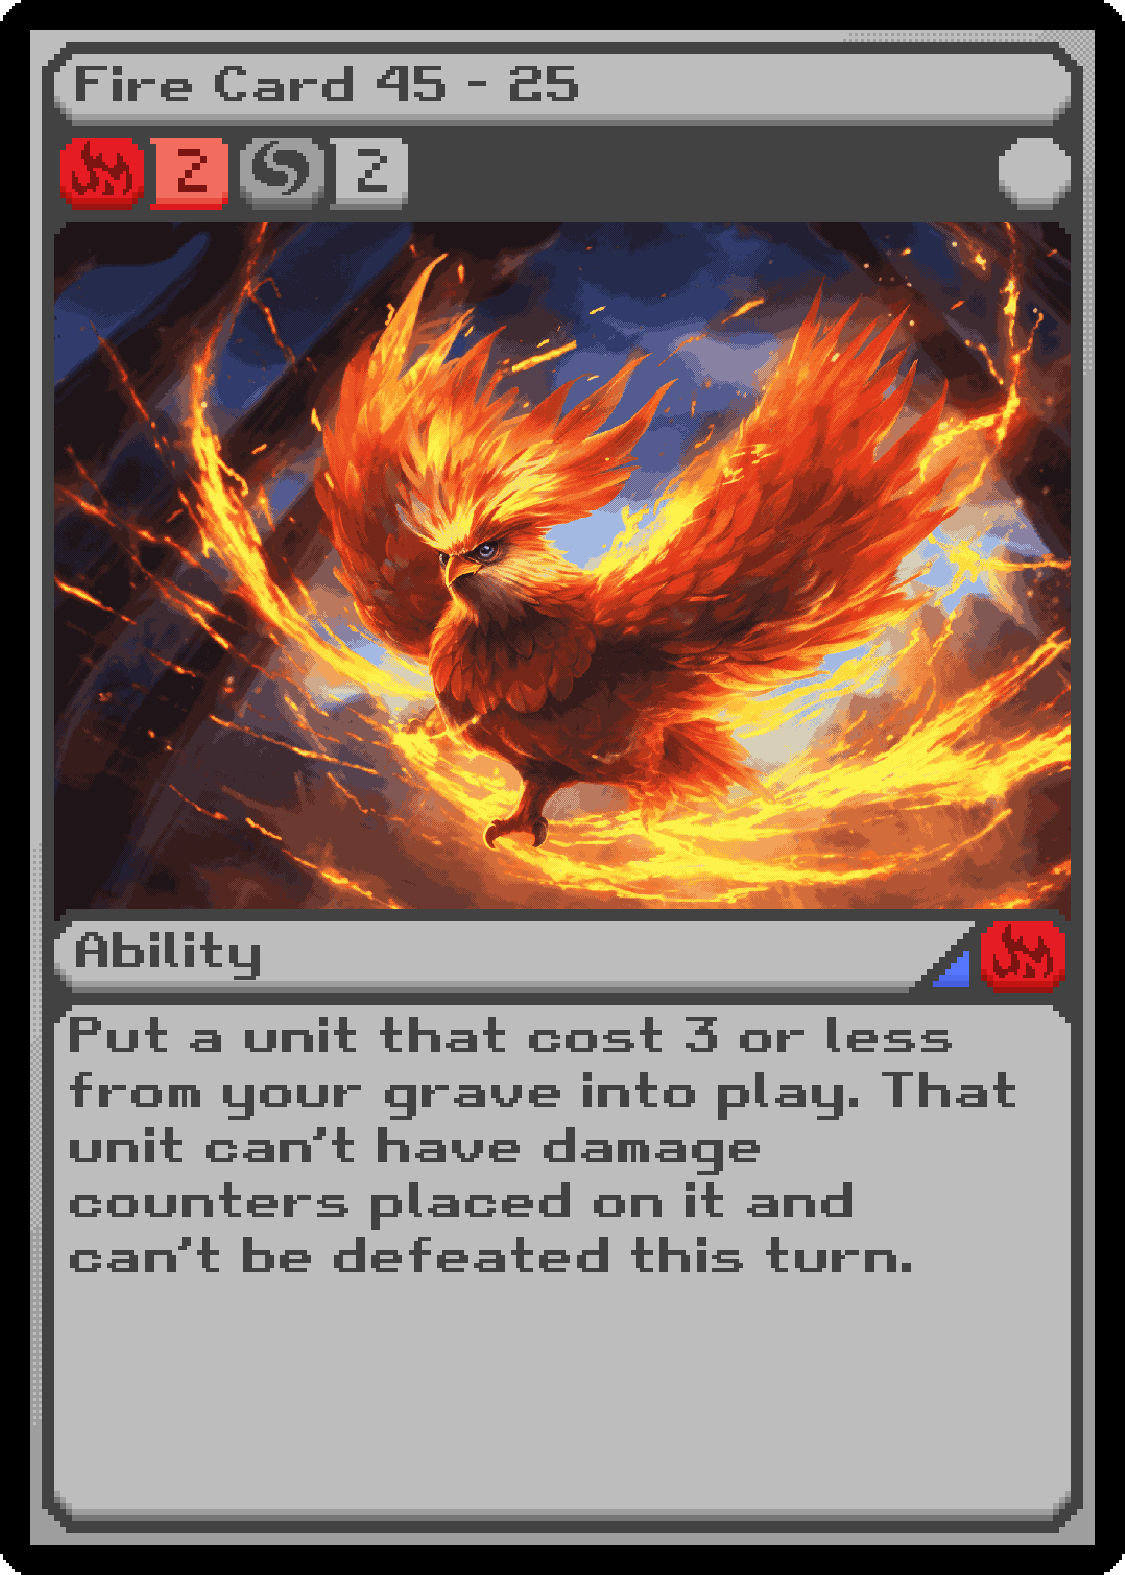 Fire Card 45 - 25
2 2
Ability
Put a unit that cost 3 or less
from your grave into play. That
unit can't have damage
counters placed on it and
can't be defeated this turn.